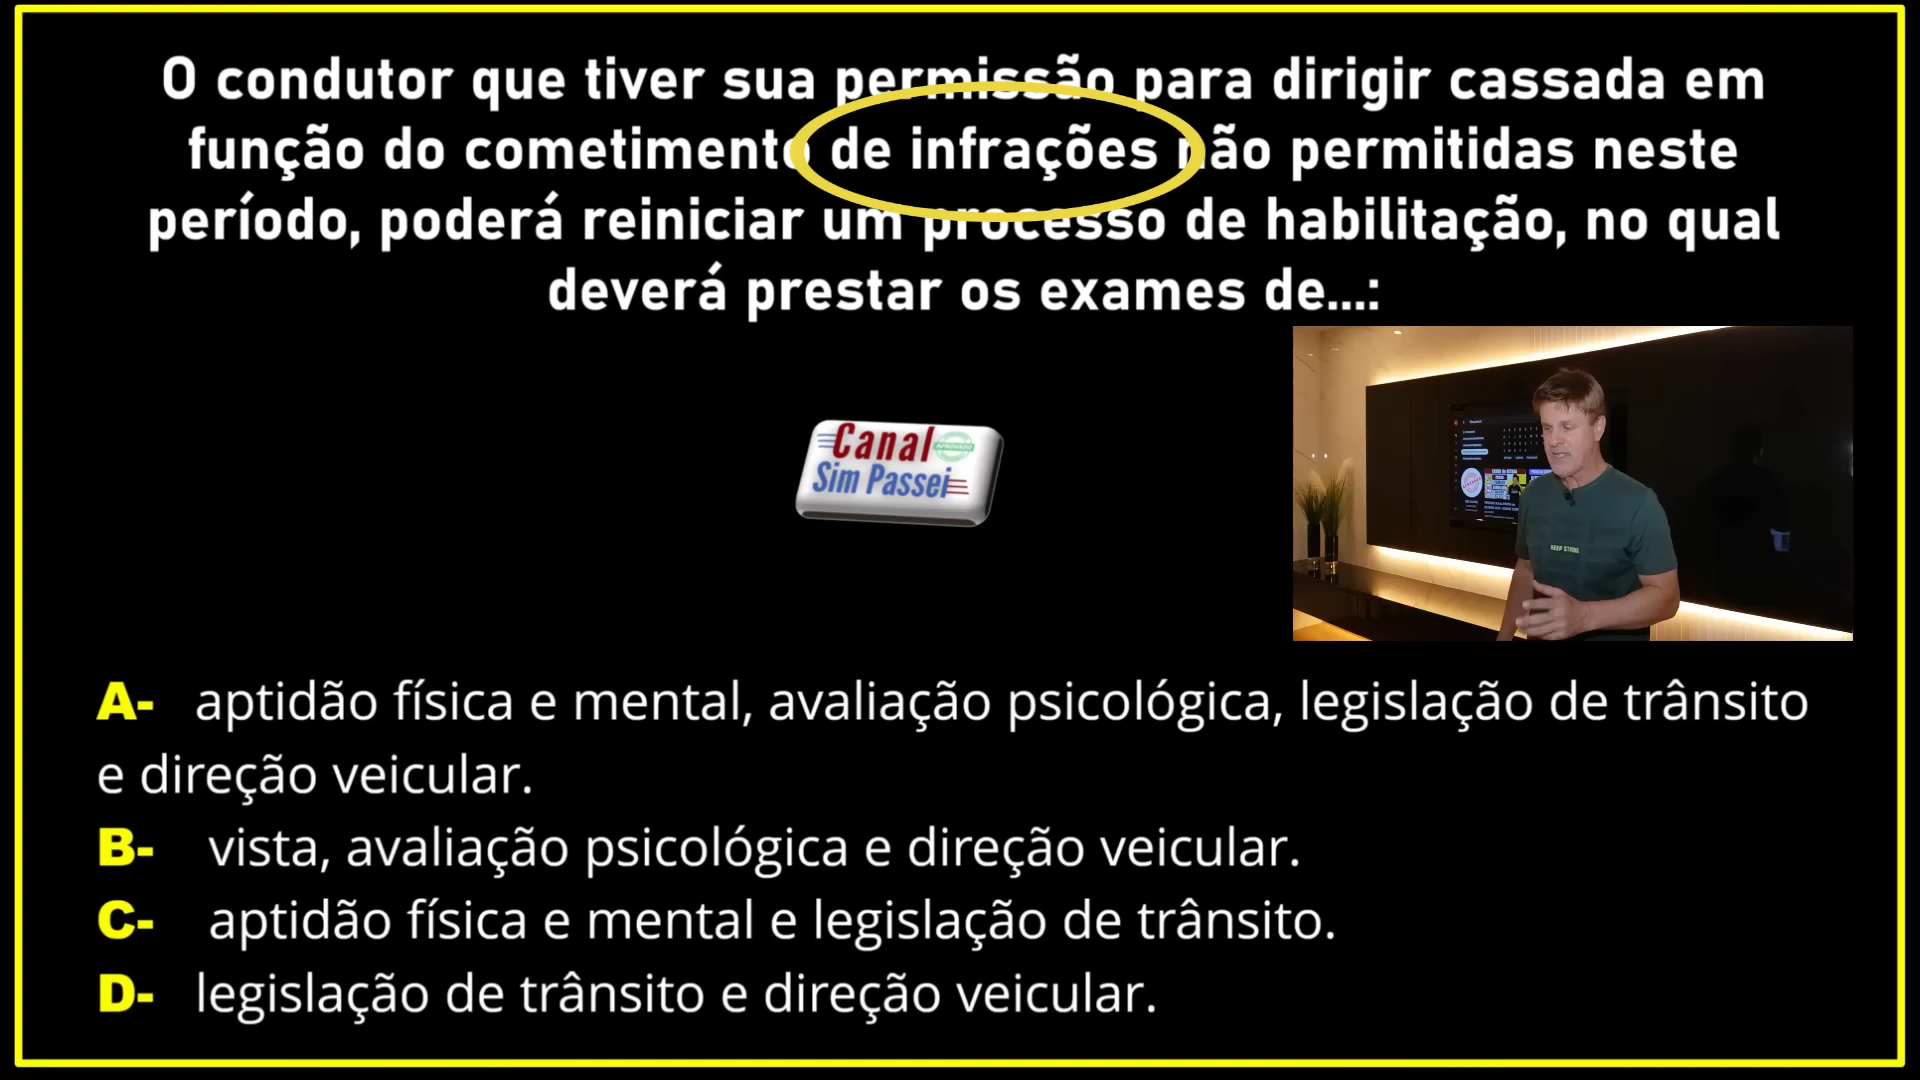 O condutor que tiver sua permissão para dirigir cassada em
função do cometimento de infrações não permitidas neste
período, poderá reiniciar um processo de habilitação, no qual
deverá prestar os exames de...:
Canal
Sim Passei
KEEP STRONG
A- aptidão física e mental, avaliação psicológica, legislação de trânsito
e direção veicular.
B- vista, avaliação psicológica e direção veicular.
C- aptidão física e mental e legislação de trânsito.
D- legislação de trânsito e direção veicular.